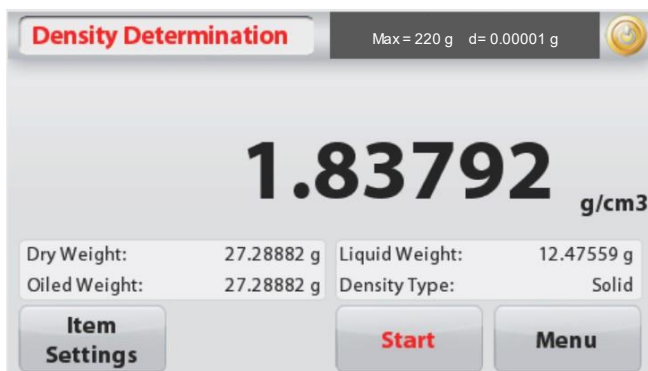 Density Determination
Max = 220 g d= 0.00001 g
1.83792 g/cm3
Dry Weight: 27.28882 g Liquid Weight: 12.47559 g
Oiled Weight: 27.28882 g Density Type: Solid
Item
Settings
Start
Menu